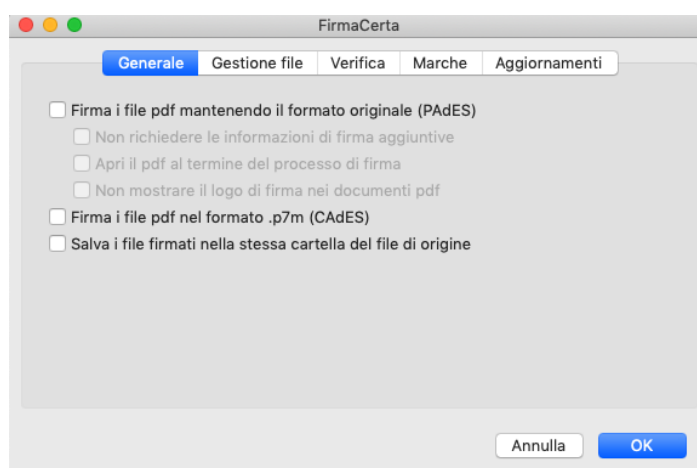 FirmaCerta
Generale Gestione file Verifica Marche Aggiornamenti
Firma i file pdf mantenendo il formato originale (PAdES)
Non richiedere le informazioni di firma aggiuntive
Apri il pdf al termine del processo di firma
Non mostrare il logo di firma nei documenti pdf
Firma i file pdf nel formato .p7m (CAdES)
Salva i file firmati nella stessa cartella del file di origine
Annulla OK